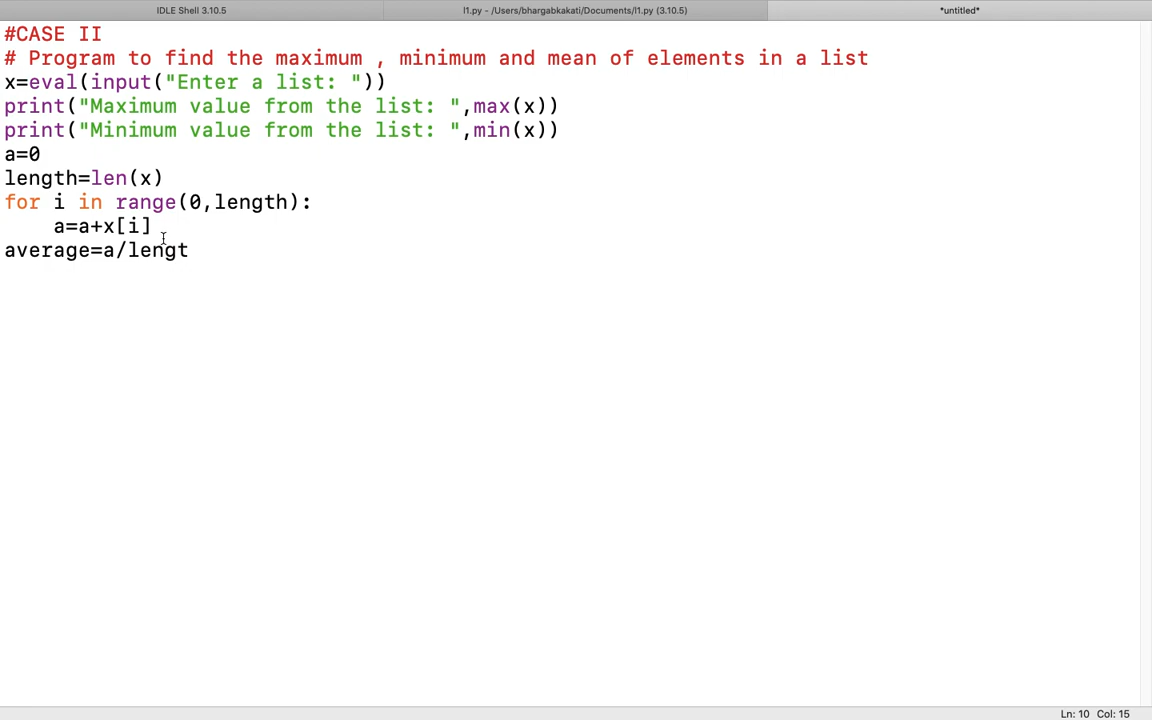 IDLE Shell 3.10.5
l1.py - /Users/bhargabkakati/Documents/l1.py (3.10.5)
*untitled*
#CASE II
# Program to find the maximum , minimum and mean of elements in a list
x=eval(input("Enter a list: "))
print("Maximum value from the list: ",max(x))
print("Minimum value from the list: ",min(x))
a=0
length=len(x)
for i in range(0,length):
    a=a+x[i]
average=a/lengt
Ln: 10 Col: 15